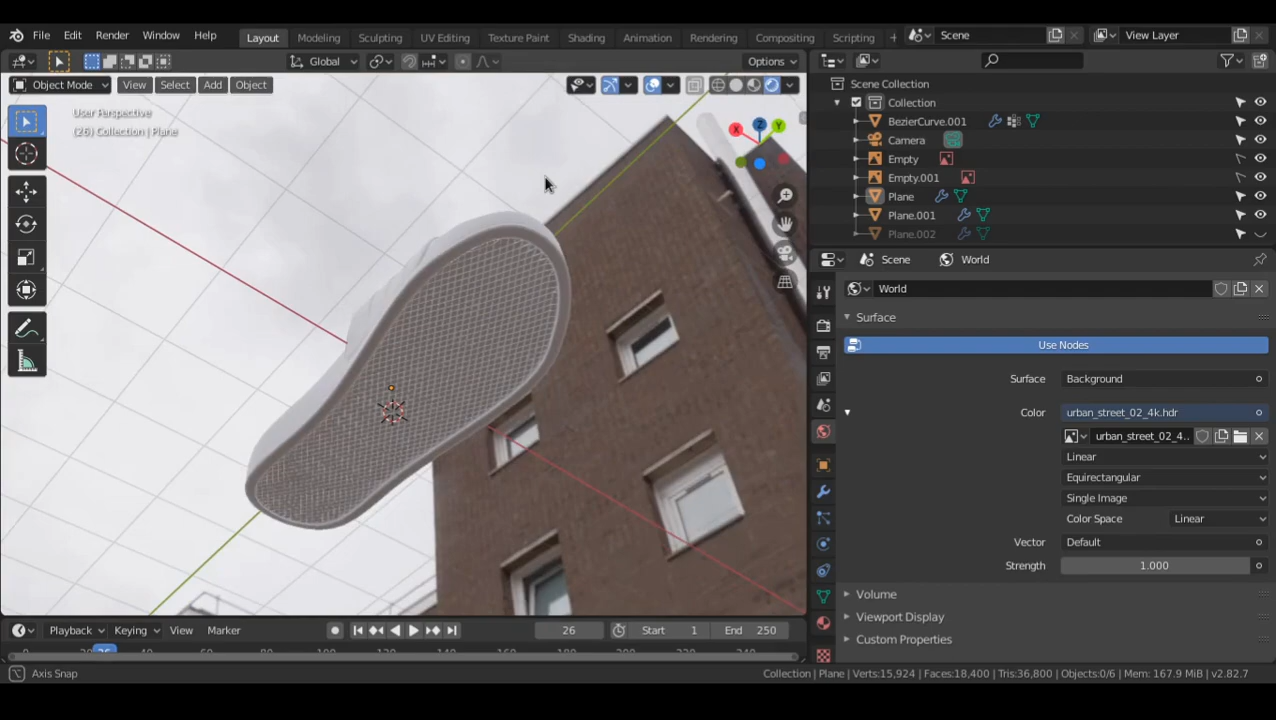 File Edit Render Window Help Layout Modeling Sculpting UV Editing Texture Paint Shading Animation Rendering Compositing Scripting + Scene View Layer
Global Options
Object Mode View Select Add Object
User Perspective
(26) Collection | Plane
X Z Y
Scene Collection
Collection
BezierCurve.001
Camera
Empty
Empty.001
Plane
Plane.001
Plane.002
Scene World
World
Surface
Use Nodes
Surface Background
Color urban_street_02_4k.hdr
urban_street_02_4..
Linear
Equirectangular
Single Image
Color Space Linear
Vector Default
Strength 1.000
Volume
Viewport Display
Custom Properties
Playback Keying View Marker 26 Start 1 End 250
Axis Snap Collection | Plane | Verts:15,924 | Faces:18,400 | Tris:36,800 | Objects:0/6 | Mem: 167.9 MiB | v2.82.7